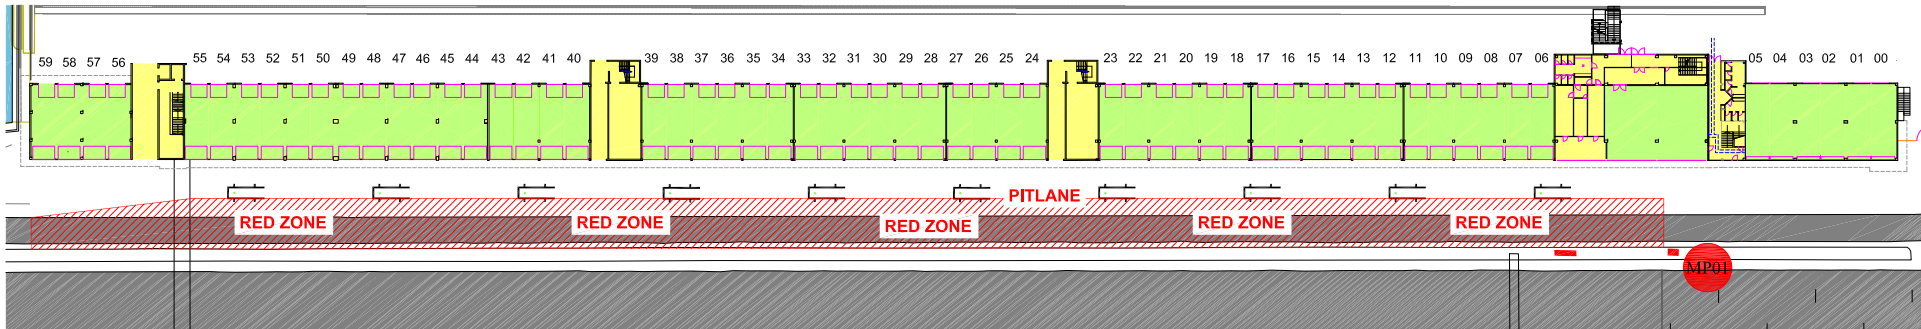 59 58 57 56 55 54 53 52 51 50 49 48 47 46 45 44 43 42 41 40 39 38 37 36 35 34 33 32 31 30 29 28 27 26 25 24 23 22 21 20 19 18 17 16 15 14 13 12 11 10 09 08 07 06 05 04 03 02 01 00
PITLANE
RED ZONE RED ZONE RED ZONE RED ZONE RED ZONE
MP01